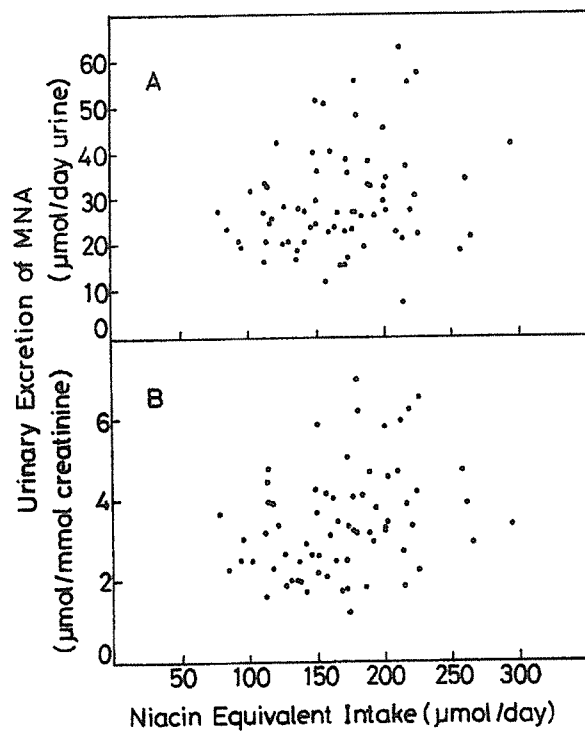 Urinary Excretion of MNA
(μmol/day urine)
A
60
50
40
30
20
10
0
(μmol/mmol creatinine)
B
6
4
2
0
50 100 150 200 250 300
Niacin Equivalent Intake (μmol/day)